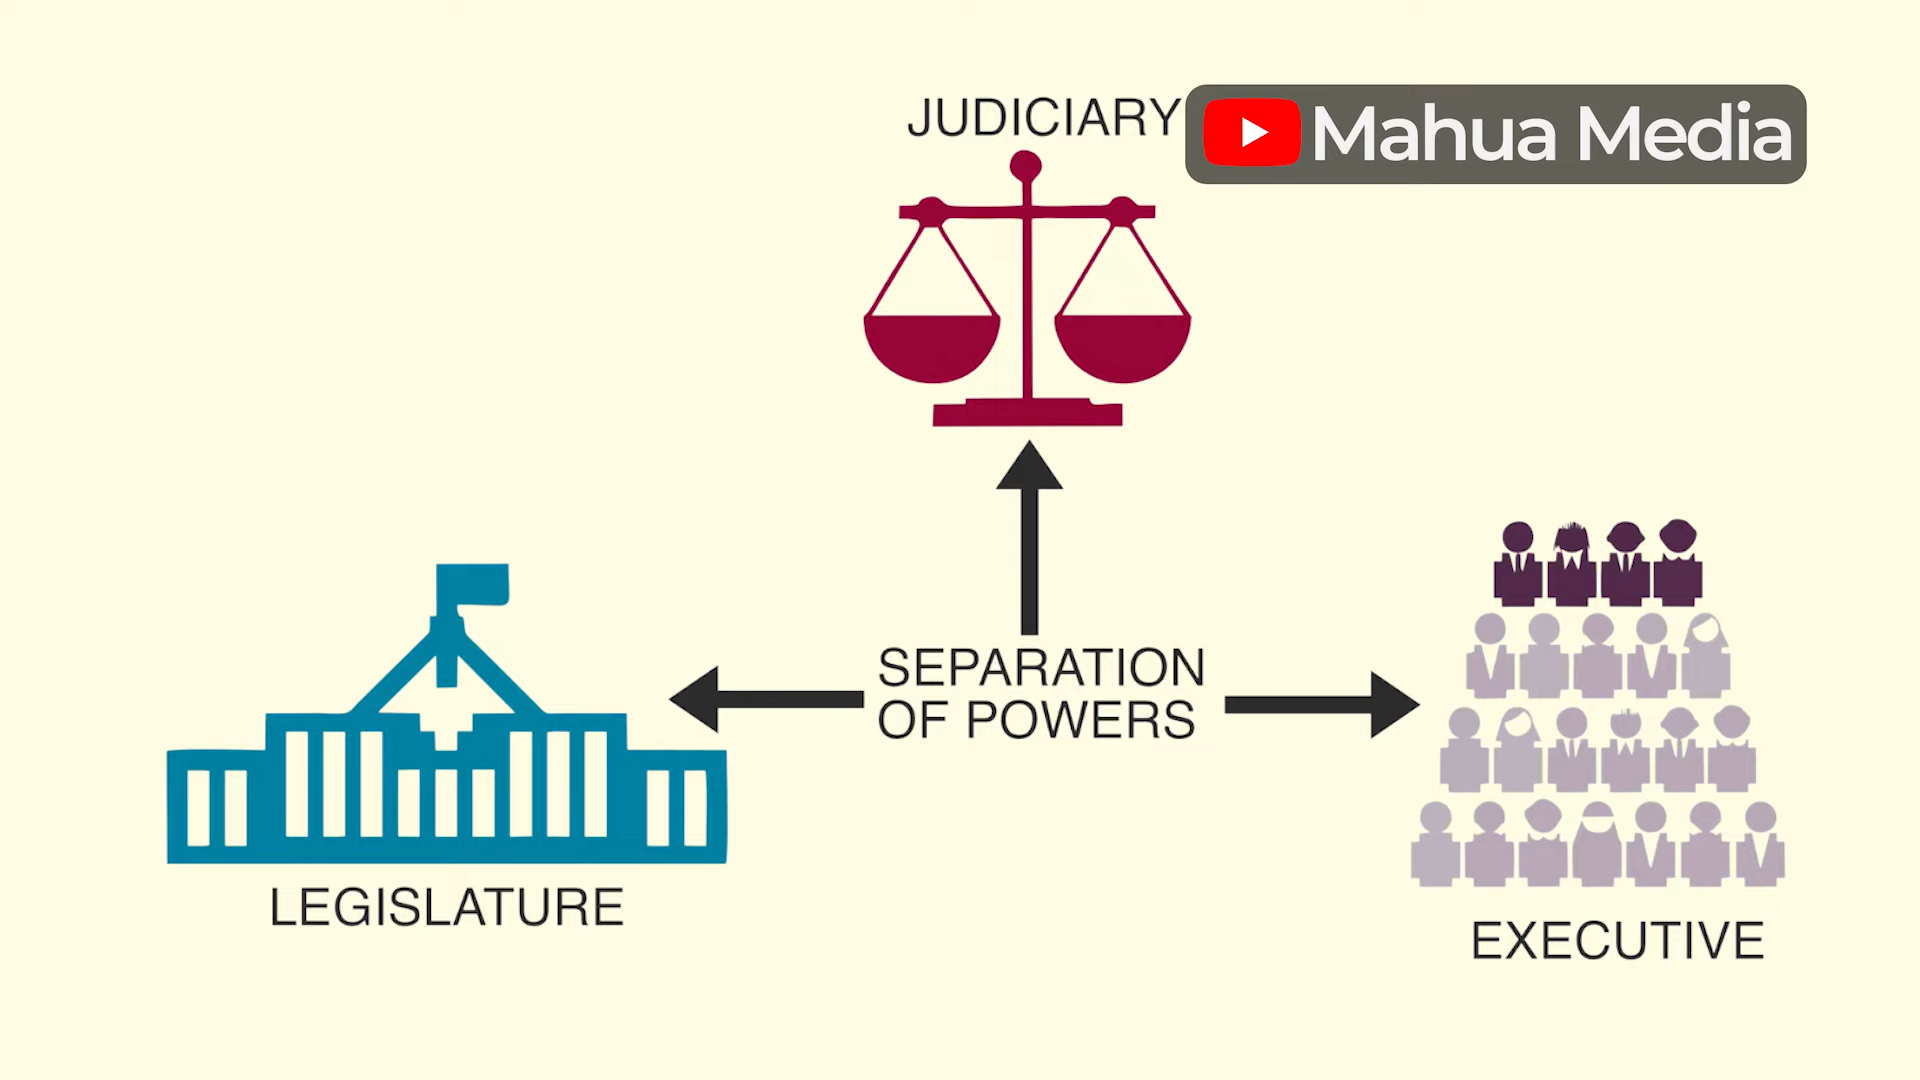 JUDICIARY
Mahua Media
SEPARATION
OF POWERS
LEGISLATURE
EXECUTIVE